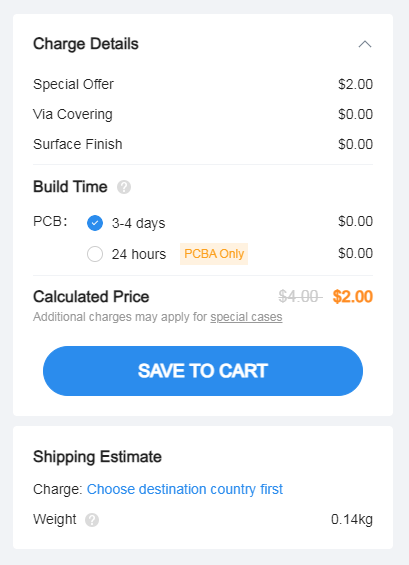 Charge Details
Special Offer $2.00
Via Covering $0.00
Surface Finish $0.00
Build Time ?
PCB: 3-4 days $0.00
24 hours PCBA Only $0.00
Calculated Price $4.00 $2.00
Additional charges may apply for special cases
SAVE TO CART
Shipping Estimate
Charge: Choose destination country first
Weight ? 0.14kg